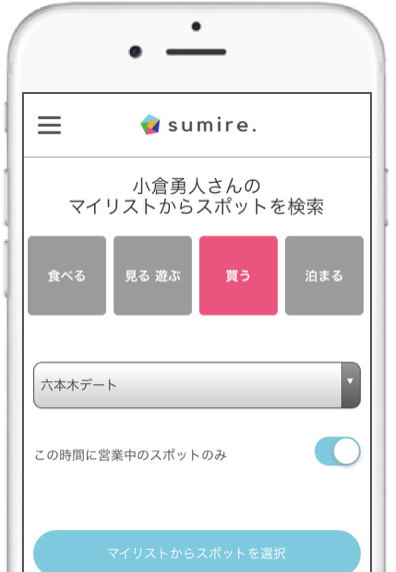 sumire.
小倉勇人さんの
マイリストからスポットを検索
食べる
見る 遊ぶ
買う
泊まる
六本木デート
この時間に営業中のスポットのみ
マイリストからスポットを選択